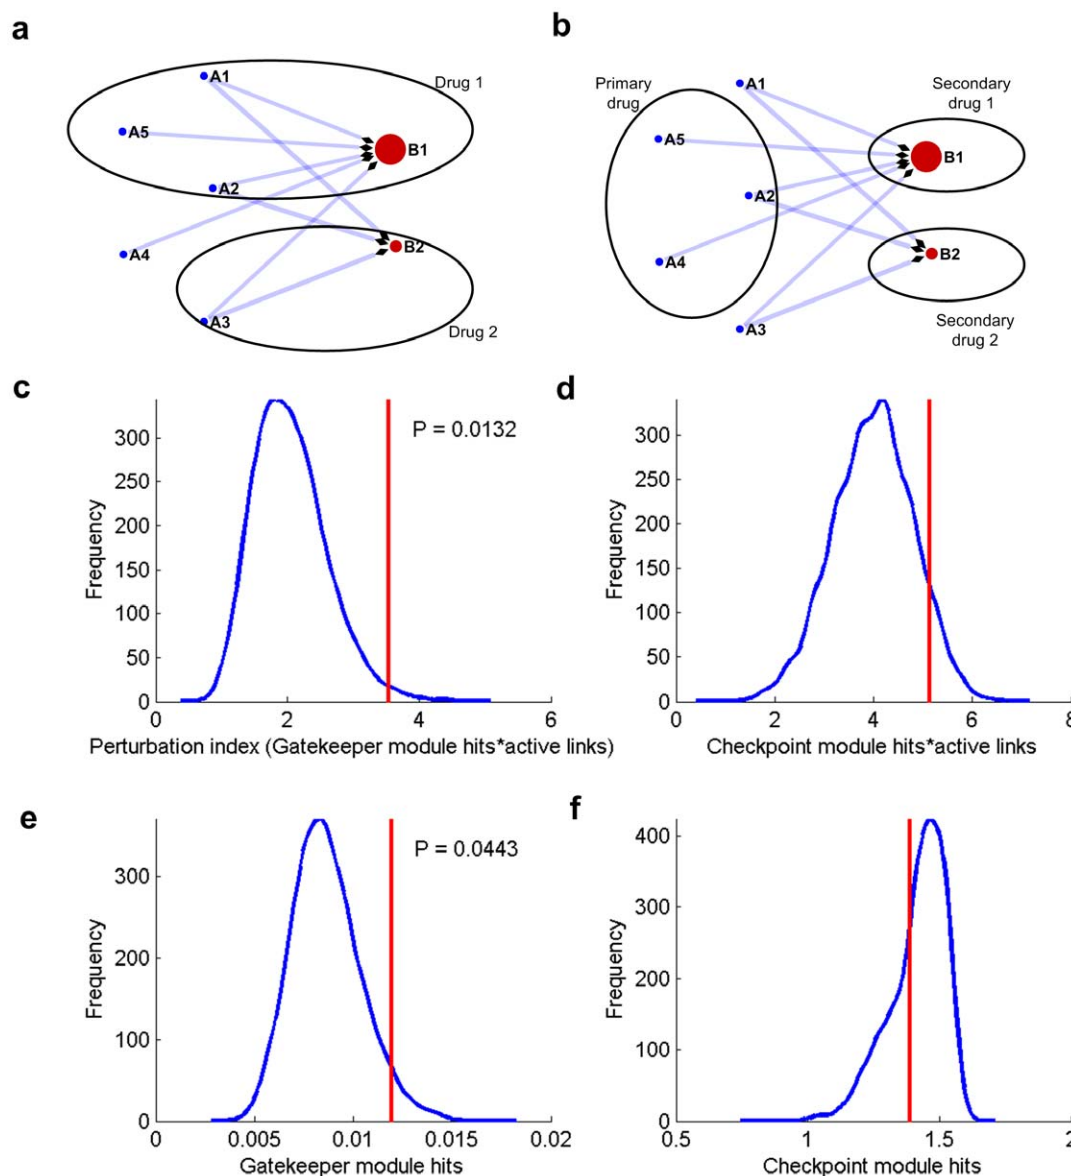 a
A1
Drug 1
A5
B1
A2
A4
B2
A3
Drug 2
b
Primary
drug
A1
Secondary
drug 1
A5
B1
A2
A4
B2
A3
Secondary
drug 2
c
P = 0.0132
300
250
200
150
100
50
0
Frequency
0 2 4 6
Perturbation index (Gatekeeper module hits*active links)
d
300
250
200
150
100
50
0
Frequency
0 2 4 6 8
Checkpoint module hits*active links
e
P = 0.0443
300
200
100
0
Frequency
0 0.005 0.01 0.015 0.02
Gatekeeper module hits
f
400
300
200
100
0
Frequency
0.5 1 1.5 2
Checkpoint module hits